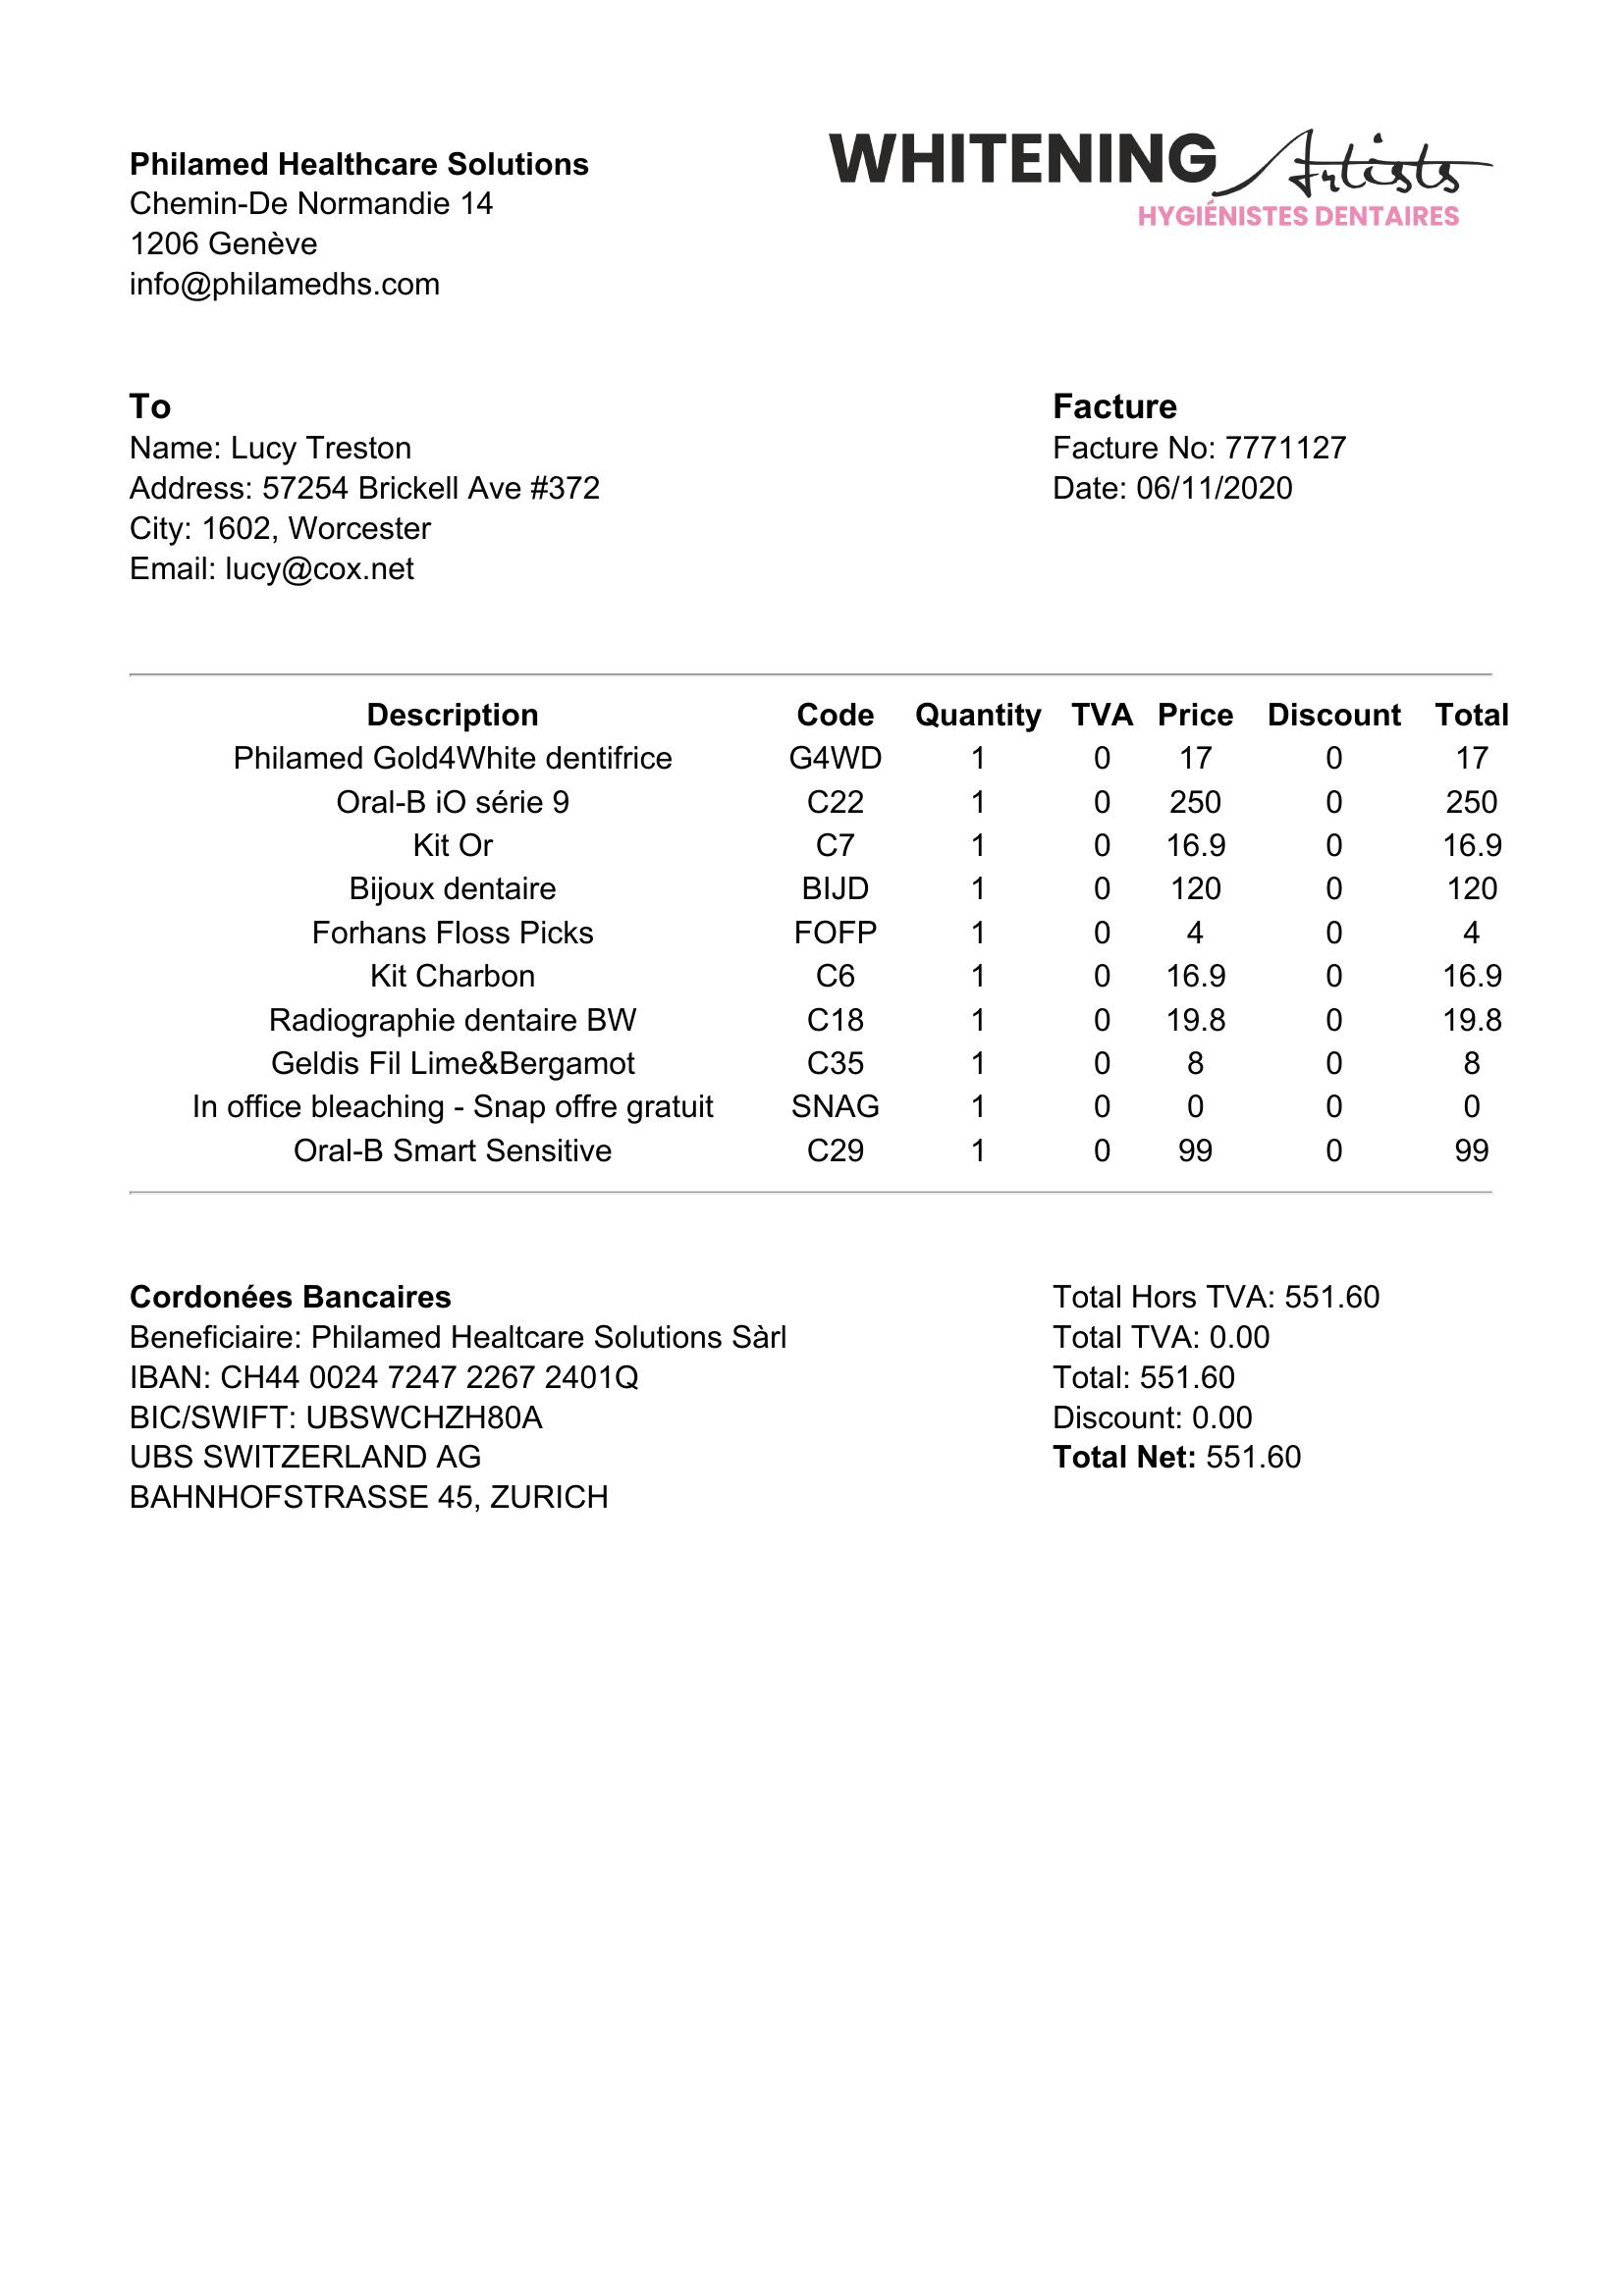 Philamed Healthcare Solutions
Chemin-De Normandie 14
1206 Genève
info@philamedhs.com
WHITENING Artists
HYGIÉNISTES DENTAIRES
To
Name: Lucy Treston
Address: 57254 Brickell Ave #372
City: 1602, Worcester
Email: lucy@cox.net
Facture
Facture No: 7771127
Date: 06/11/2020
Description Code Quantity TVA Price Discount Total
Philamed Gold4White dentifrice G4WD 1 0 17 0 17
Oral-B iO série 9 C22 1 0 250 0 250
Kit Or C7 1 0 16.9 0 16.9
Bijoux dentaire BIJD 1 0 120 0 120
Forhans Floss Picks FOFP 1 0 4 0 4
Kit Charbon C6 1 0 16.9 0 16.9
Radiographie dentaire BW C18 1 0 19.8 0 19.8
Geldis Fil Lime&Bergamot C35 1 0 8 0 8
In office bleaching - Snap offre gratuit SNAG 1 0 0 0 0
Oral-B Smart Sensitive C29 1 0 99 0 99
Cordonées Bancaires
Beneficiaire: Philamed Healtcare Solutions Sàrl
IBAN: CH44 0024 7247 2267 2401Q
BIC/SWIFT: UBSWCHZH80A
UBS SWITZERLAND AG
BAHNHOFSTRASSE 45, ZURICH
Total Hors TVA: 551.60
Total TVA: 0.00
Total: 551.60
Discount: 0.00
Total Net: 551.60